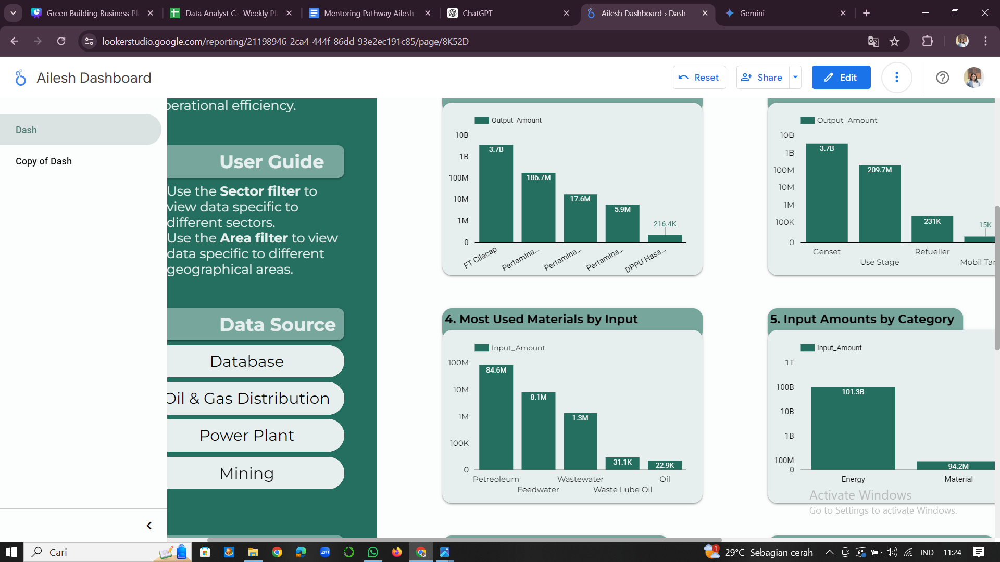 Green Building Business Pl
Data Analyst C - Weekly Pl
Mentoring Pathway Ailesh
ChatGPT
Ailesh Dashboard › Dash
Gemini
lookerstudio.google.com/reporting/21198946-2ca4-444f-86dd-93e2ec191c85/page/8K52D
Ailesh Dashboard
Reset
Share
Edit
Dash
Copy of Dash
perational efficiency.
User Guide
Use the Sector filter to
view data specific to
different sectors.
Use the Area filter to view
data specific to different
geographical areas.
Data Source
Database
Oil & Gas Distribution
Power Plant
Mining
Output_Amount
10B
1B
100M
10M
1M
0
3.7B
186.7M
17.6M
5.9M
216.4K
FT Cilacap
Pertamina...
Pertamina...
Pertamina...
DPPU Hasa...
Output_Amount
10B
1B
100M
10M
1M
100K
0
3.7B
209.7M
231K
15K
Genset
Use Stage
Refueller
Mobil Tan
4. Most Used Materials by Input
Input_Amount
100M
10M
1M
100K
0
84.6M
8.1M
1.3M
31.1K
22.9K
Petreoleum
Feedwater
Wastewater
Waste Lube Oil
Oil
5. Input Amounts by Category
Input_Amount
1T
100B
10B
1B
100M
0
101.3B
94.2M
Energy
Material
Activate Windows
Go to Settings to activate Windows.
Cari
zm
1
29°C Sebagian cerah
IND
11:24